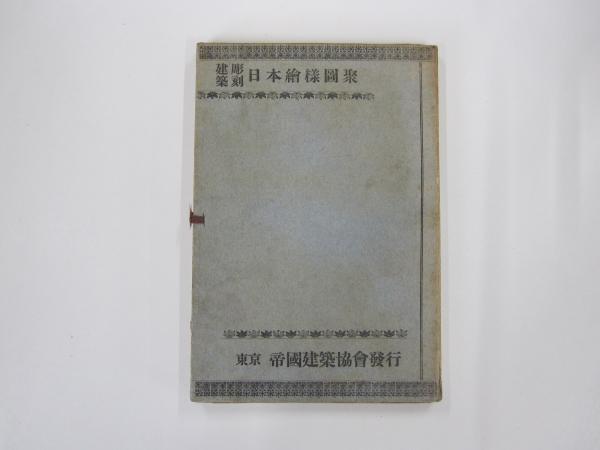 建築
彫刻
日本繪樣圖聚
東京 帝國建築協會發行